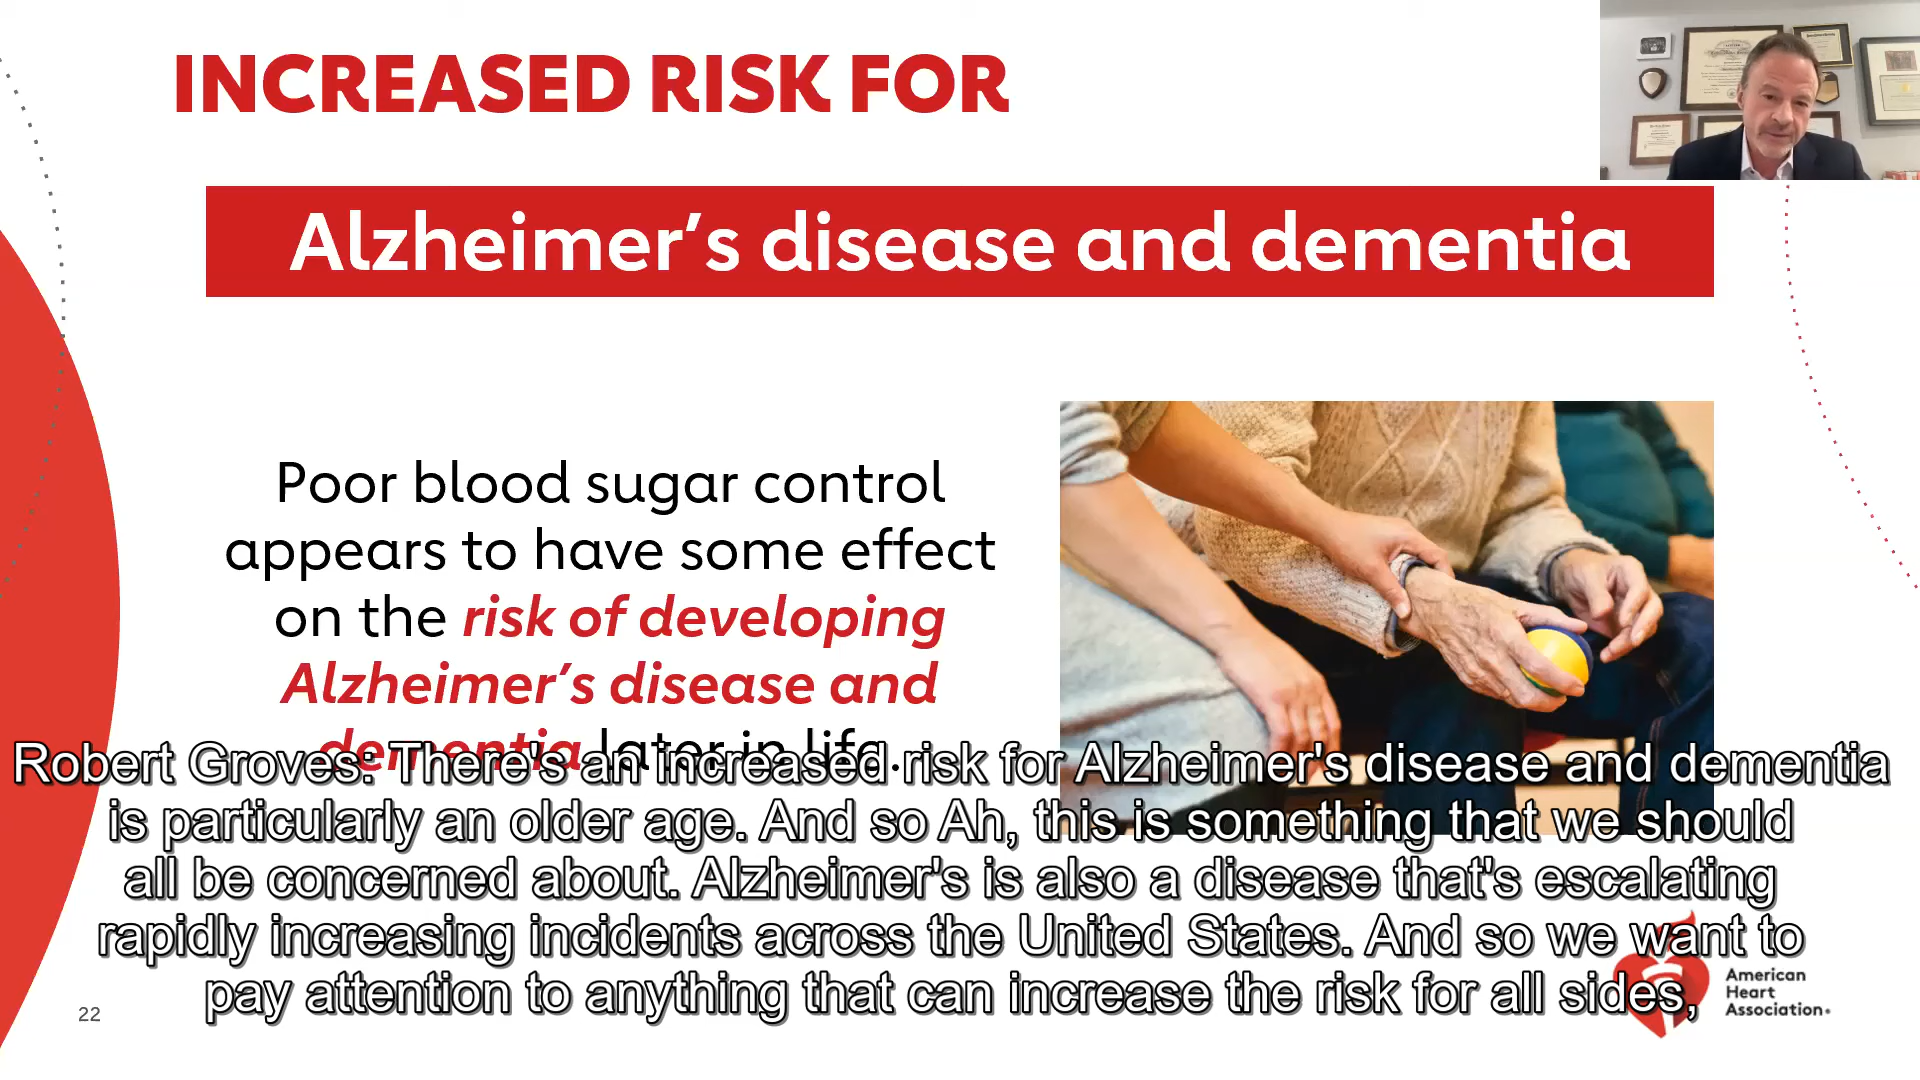 INCREASED RISK FOR
Alzheimer’s disease and dementia
Poor blood sugar control
appears to have some effect
on the risk of developing
Alzheimer’s disease and
dementia later in life.
Robert Groves: There's an increased risk for Alzheimer's disease and dementia
is particularly an older age. And so Ah, this is something that we should
all be concerned about. Alzheimer's is also a disease that's escalating
rapidly increasing incidents across the United States. And so we want to
pay attention to anything that can increase the risk for all sides,
22
American
Heart
Association®